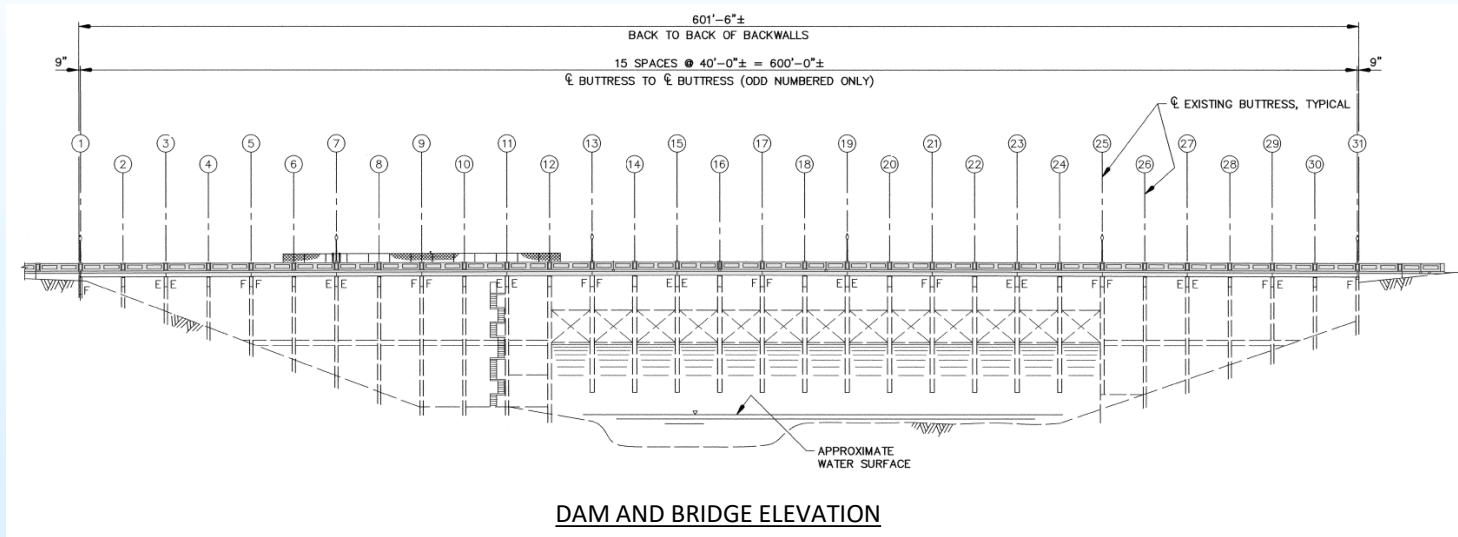 601'-6"±
BACK TO BACK OF BACKWALLS
9" 15 SPACES @ 40'-0"± = 600'-0"± 9"
℄ BUTTRESS TO ℄ BUTTRESS (ODD NUMBERED ONLY)
℄ EXISTING BUTTRESS, TYPICAL
1 2 3 4 5 6 7 8 9 10 11 12 13 14 15 16 17 18 19 20 21 22 23 24 25 26 27 28 29 30 31
F E E F F E E F F E E F F E E F F E E F F E E F F E E F E F
APPROXIMATE
WATER SURFACE
DAM AND BRIDGE ELEVATION